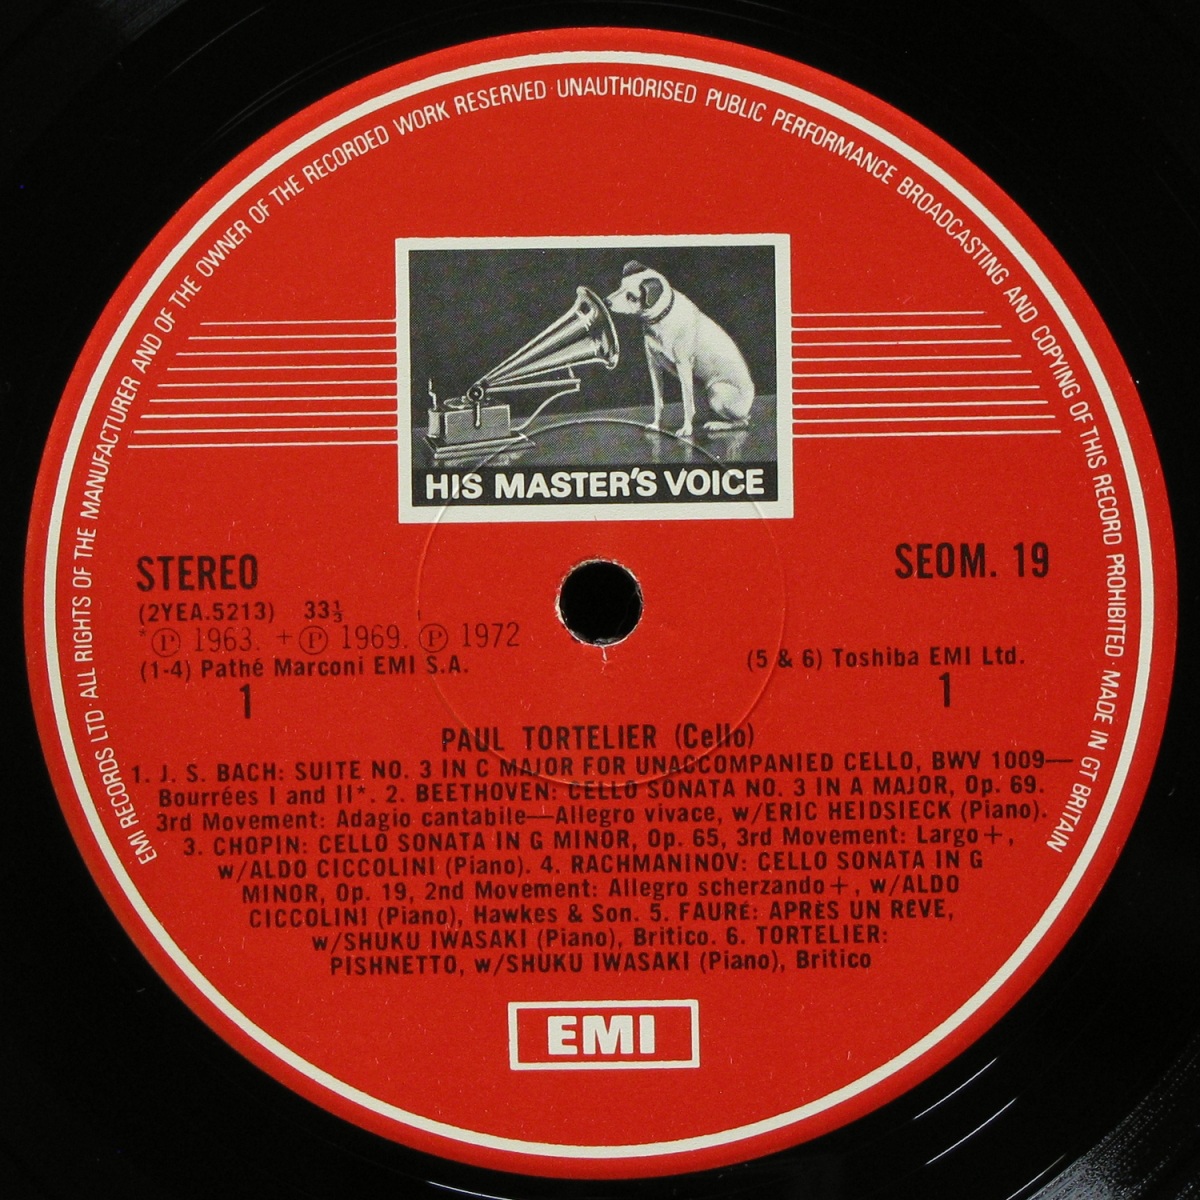 EMI RECORDS LTD · ALL RIGHTS OF THE MANUFACTURER AND OF THE OWNER OF THE RECORDED WORK RESERVED · UNAUTHORISED PUBLIC PERFORMANCE BROADCASTING AND COPYING OF THIS RECORD PROHIBITED · MADE IN GT BRITAIN
HIS MASTER'S VOICE
STEREO
SEOM. 19
(2YEA.5213) 33⅓
*Ⓟ 1963. +Ⓟ 1969. Ⓟ 1972
(1-4) Pathé Marconi EMI S.A.
(5 & 6) Toshiba EMI Ltd.
1
1
PAUL TORTELIER (Cello)
1. J. S. BACH: SUITE NO. 3 IN C MAJOR FOR UNACCOMPANIED CELLO, BWV 1009—
Bourrées I and II*. 2. BEETHOVEN: CELLO SONATA NO. 3 IN A MAJOR, Op. 69.
3rd Movement: Adagio cantabile—Allegro vivace, w/ERIC HEIDSIECK (Piano).
3. CHOPIN: CELLO SONATA IN G MINOR, Op. 65, 3rd Movement: Largo+,
w/ALDO CICCOLINI (Piano). 4. RACHMANINOV: CELLO SONATA IN G
MINOR, Op. 19, 2nd Movement: Allegro scherzando+, w/ALDO
CICCOLINI (Piano), Hawkes & Son. 5. FAURÉ: APRÈS UN RÊVE,
w/SHUKU IWASAKI (Piano), Britico. 6. TORTELIER:
PISHNETTO, w/SHUKU IWASAKI (Piano), Britico
EMI